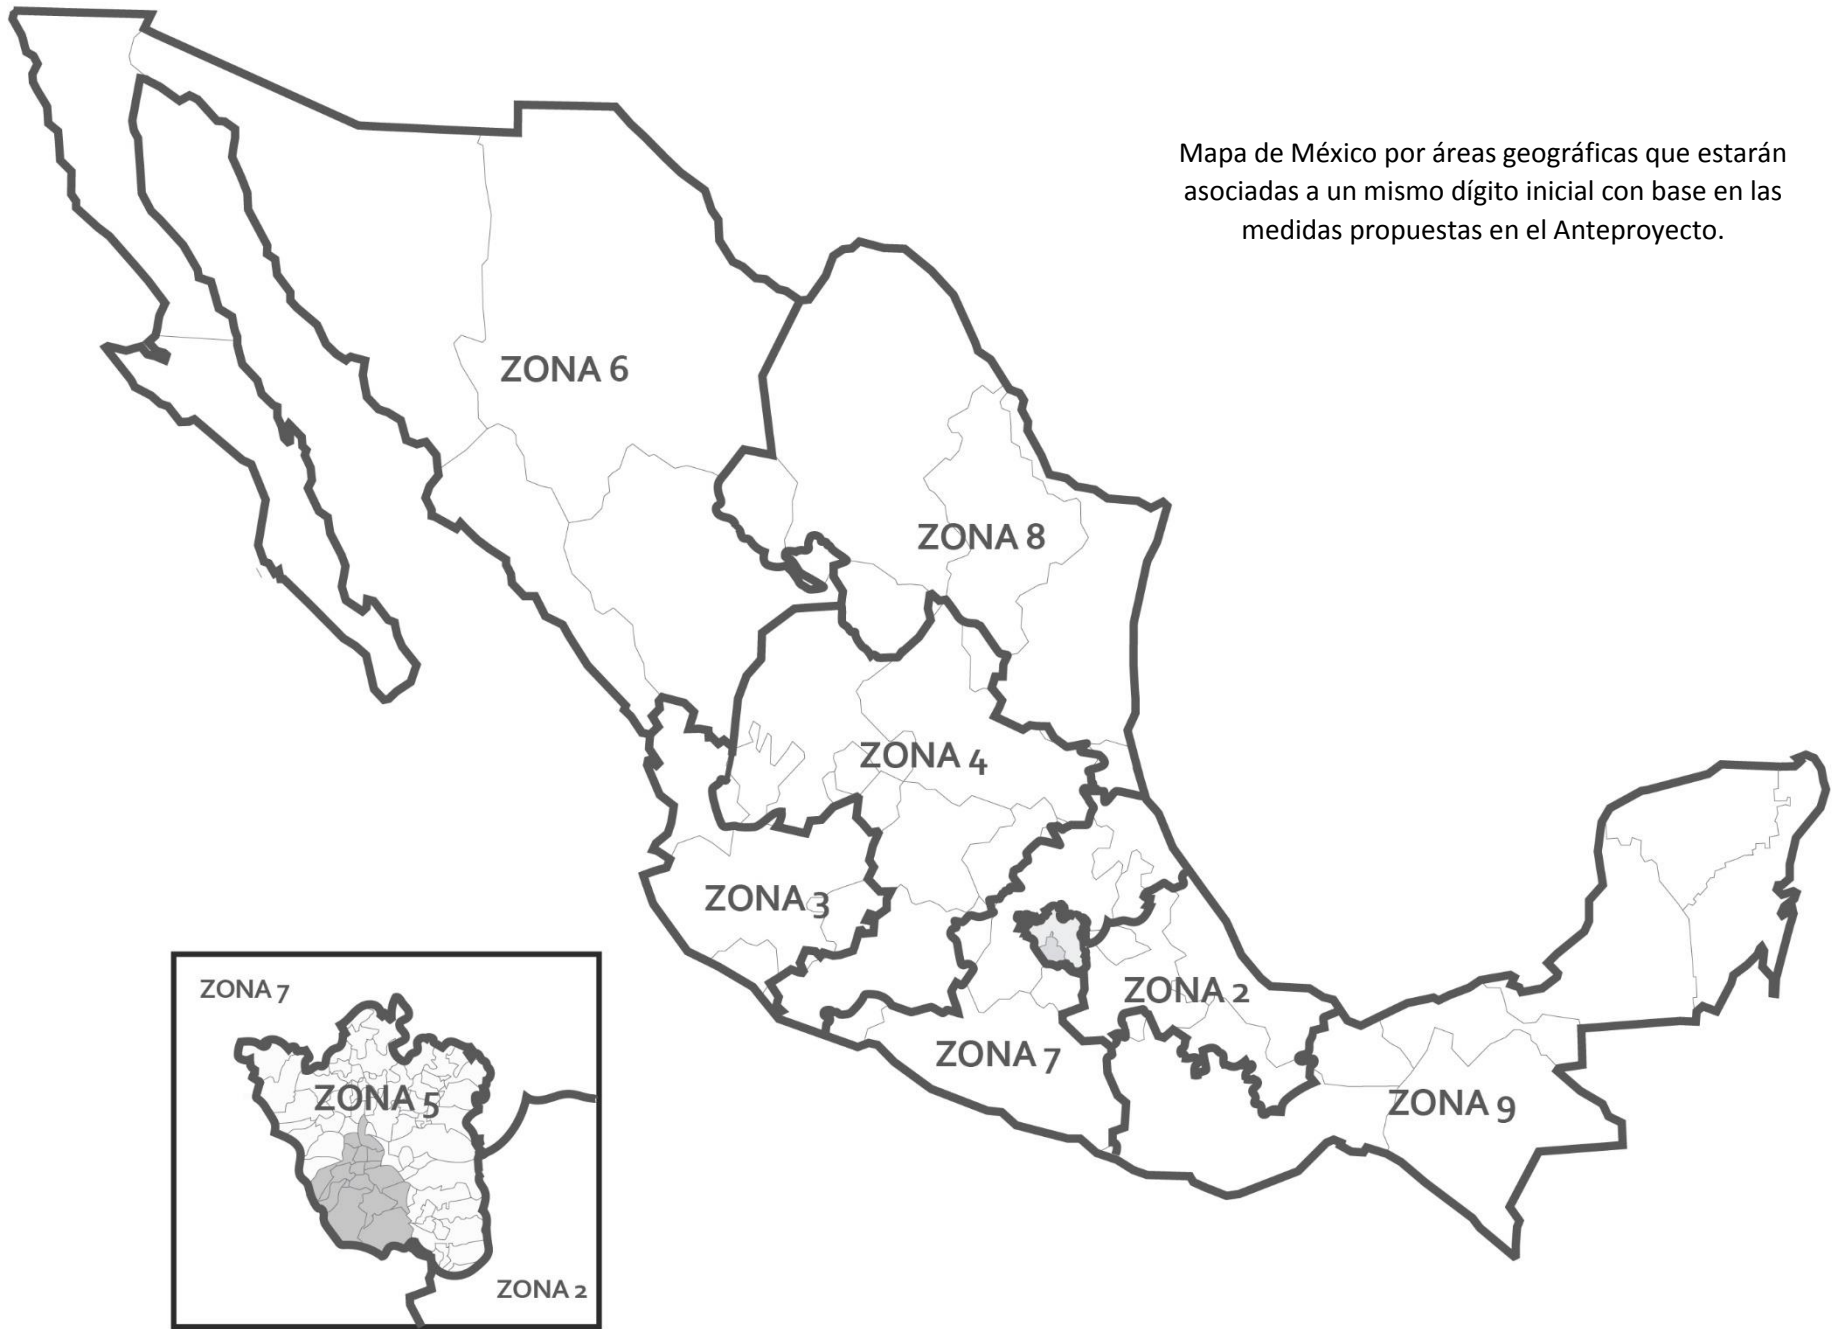 Mapa de México por áreas geográficas que estarán
asociadas a un mismo dígito inicial con base en las
medidas propuestas en el Anteproyecto.
ZONA 6
ZONA 8
ZONA 4
ZONA 3
ZONA 2
ZONA 7
ZONA 9
ZONA 7
ZONA 5
ZONA 2